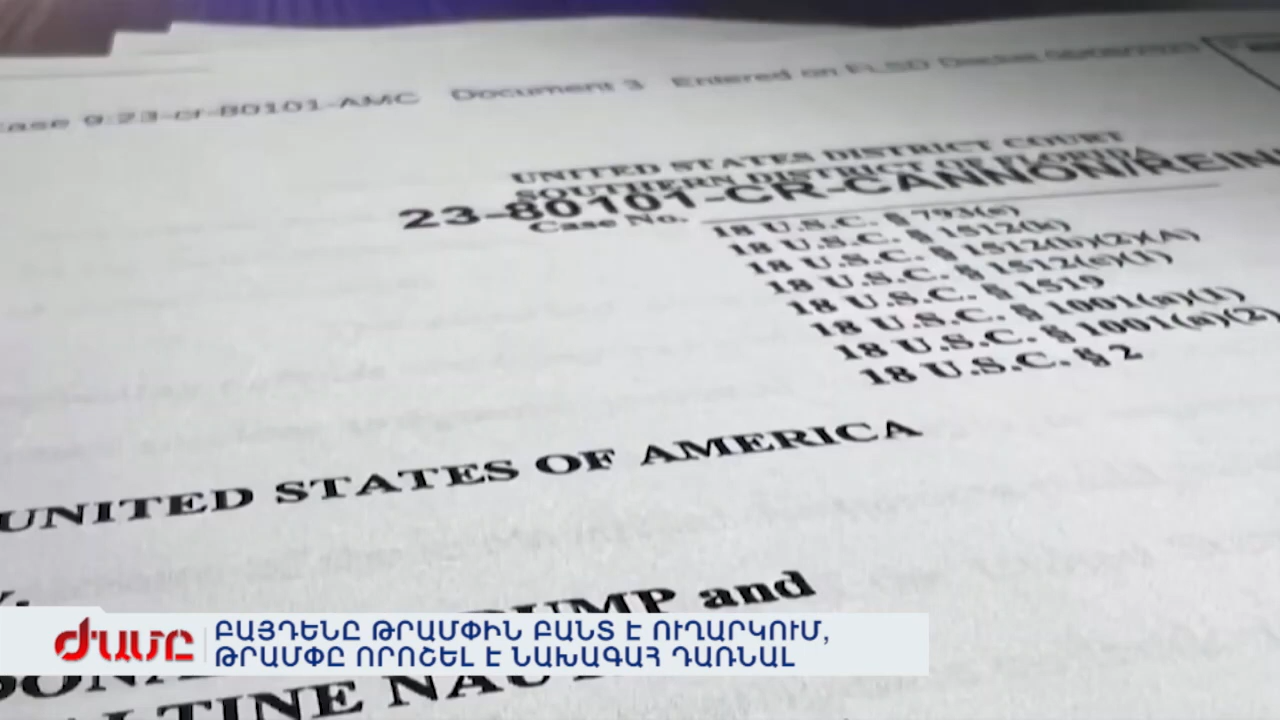 Case 9:23-cr-80101-AMC Document 3 Entered on FLSD Docket
UNITED STATES DISTRICT COURT
SOUTHERN DISTRICT OF FLORIDA
23-80101-CR-CANNON/REIN
Case No.
18 U.S.C. § 793(e)
18 U.S.C. § 1512(k)
18 U.S.C. § 1512(b)(2)(A)
18 U.S.C. § 1512(c)(1)
18 U.S.C. § 1519
18 U.S.C. § 1001(a)(1)
18 U.S.C. § 1001(a)(2)
18 U.S.C. § 2
UNITED STATES OF AMERICA
and
ԺԱՄԸ
ԲԱՅԴԵՆԸ ԹՐԱՄՓԻՆ ԲԱՆՏ Է ՈՒՂԱՐԿՈՒՄ,
ԹՐԱՄՓԸ ՈՐՈՇԵԼ Է ՆԱԽԱԳԱՀ ԴԱՌՆԱԼ